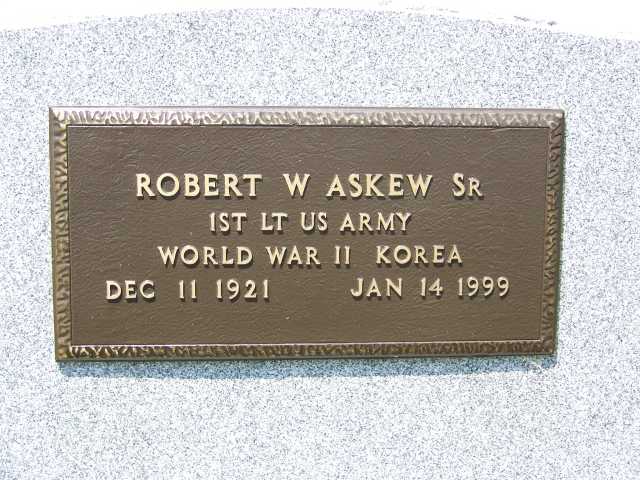 ROBERT W ASKEW SR
1ST LT US ARMY
WORLD WAR II KOREA
DEC 11 1921 JAN 14 1999